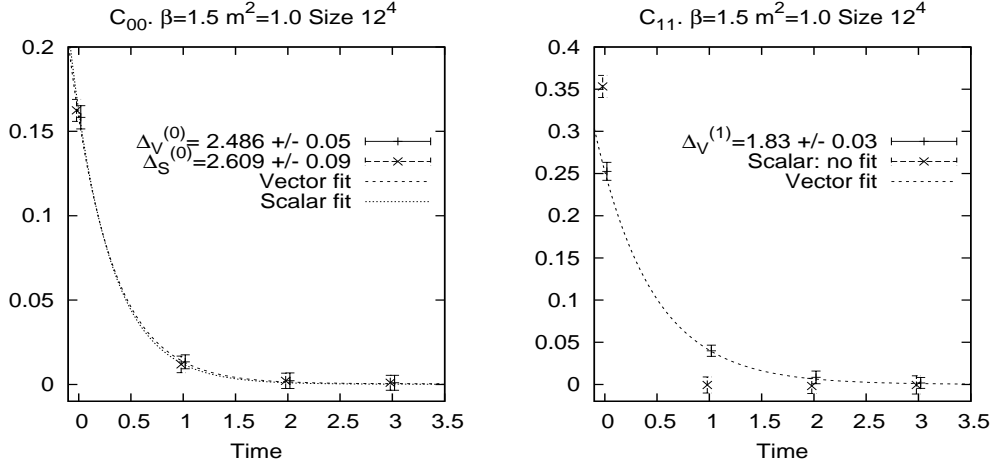 C₀₀. β=1.5 m²=1.0 Size 12⁴
0.2
0.15
0.1
0.05
0
Δ_V⁽⁰⁾= 2.486 +/- 0.05
Δ_S⁽⁰⁾=2.609 +/- 0.09
Vector fit
Scalar fit
0 0.5 1 1.5 2 2.5 3 3.5
Time
C₁₁. β=1.5 m²=1.0 Size 12⁴
0.4
0.35
0.3
0.25
0.2
0.15
0.1
0.05
0
Δ_V⁽¹⁾=1.83 +/- 0.03
Scalar: no fit
Vector fit
0 0.5 1 1.5 2 2.5 3 3.5
Time